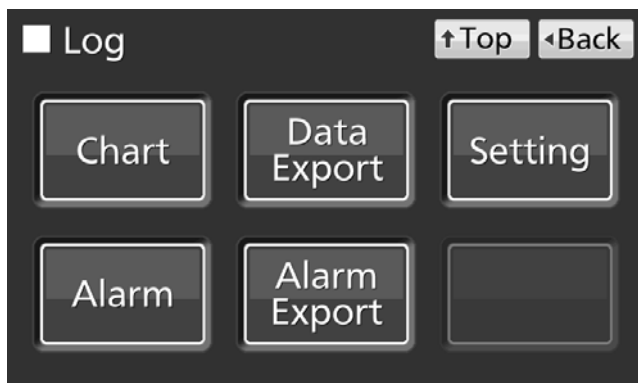 Log
↑Top
◂Back
Chart
Data
Export
Setting
Alarm
Alarm
Export